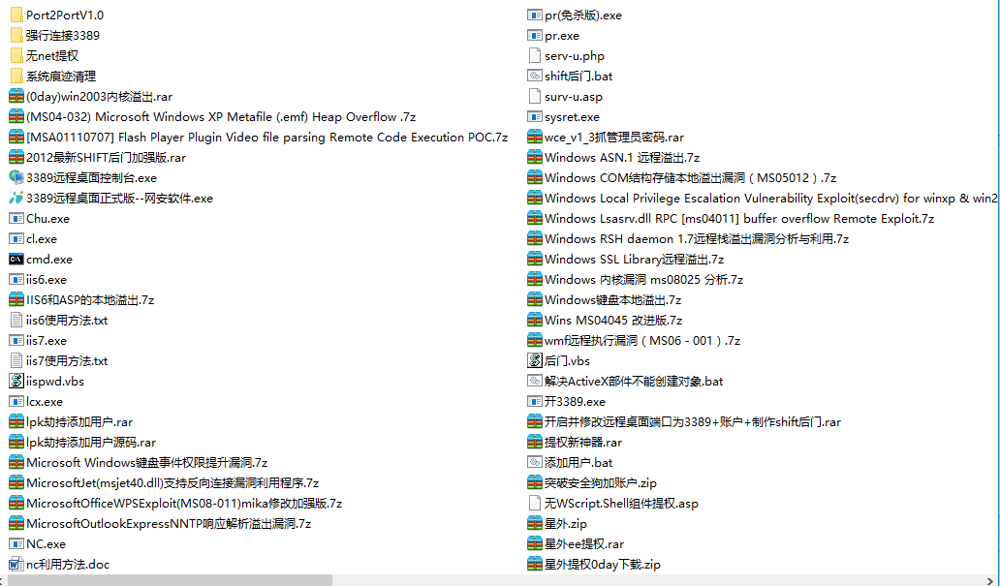 Port2PortV1.0
强行连接3389
无net提权
系统痕迹清理
(0day)win2003内核溢出.rar
(MS04-032) Microsoft Windows XP Metafile (.emf) Heap Overflow .7z
[MSA01110707] Flash Player Plugin Video file parsing Remote Code Execution POC.7z
2012最新SHIFT后门加强版.rar
3389远程桌面控制台.exe
3389远程桌面正式版--网安软件.exe
Chu.exe
cl.exe
cmd.exe
iis6.exe
IIS6和ASP的本地溢出.7z
iis6使用方法.txt
iis7.exe
iis7使用方法.txt
iispwd.vbs
lcx.exe
lpk劫持添加用户.rar
lpk劫持添加用户源码.rar
Microsoft Windows键盘事件权限提升漏洞.7z
MicrosoftJet(msjet40.dll)支持反向连接漏洞利用程序.7z
MicrosoftOfficeWPSExploit(MS08-011)mika修改加强版.7z
MicrosoftOutlookExpressNNTP响应解析溢出漏洞.7z
NC.exe
nc利用方法.doc
pr(免杀版).exe
pr.exe
serv-u.php
shift后门.bat
surv-u.asp
sysret.exe
wce_v1_3抓管理员密码.rar
Windows ASN.1 远程溢出.7z
Windows COM结构存储本地溢出漏洞（MS05012）.7z
Windows Local Privilege Escalation Vulnerability Exploit(secdrv) for winxp & win2
Windows Lsasrv.dll RPC [ms04011] buffer overflow Remote Exploit.7z
Windows RSH daemon 1.7远程栈溢出漏洞分析与利用.7z
Windows SSL Library远程溢出.7z
Windows 内核漏洞 ms08025 分析.7z
Windows键盘本地溢出.7z
Wins MS04045 改进版.7z
wmf远程执行漏洞（MS06－001）.7z
后门.vbs
解决ActiveX部件不能创建对象.bat
开3389.exe
开启并修改远程桌面端口为3389+账户+制作shift后门.rar
提权新神器.rar
添加用户.bat
突破安全狗加账户.zip
无WScript.Shell组件提权.asp
星外.zip
星外ee提权.rar
星外提权0day下载.zip